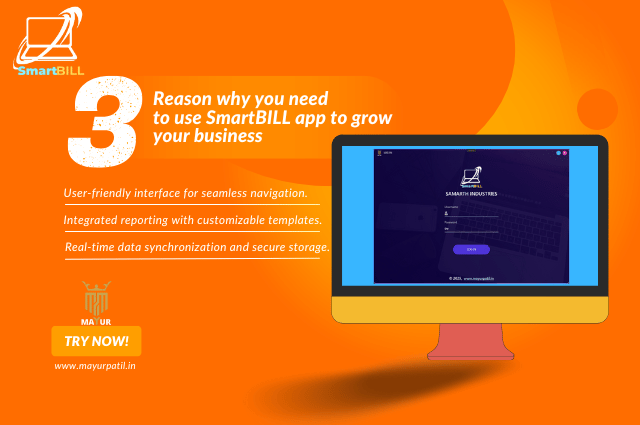 SmartBILL
3
Reason why you need
to use SmartBILL app to grow
your business
User-friendly interface for seamless navigation.
Integrated reporting with customizable templates.
Real-time data synchronization and secure storage.
MAYUR
TRY NOW!
www.mayurpatil.in
SmartBILL
SAMARTH INDUSTRIES
Username
Password
© 2023, www.mayurpatil.in